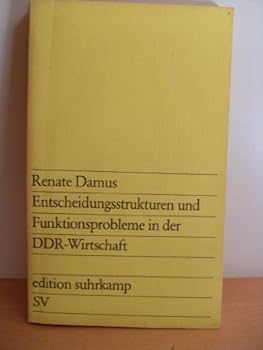 Renate Damus
Entscheidungsstrukturen und
Funktionsprobleme in der
DDR-Wirtschaft
edition suhrkamp
SV